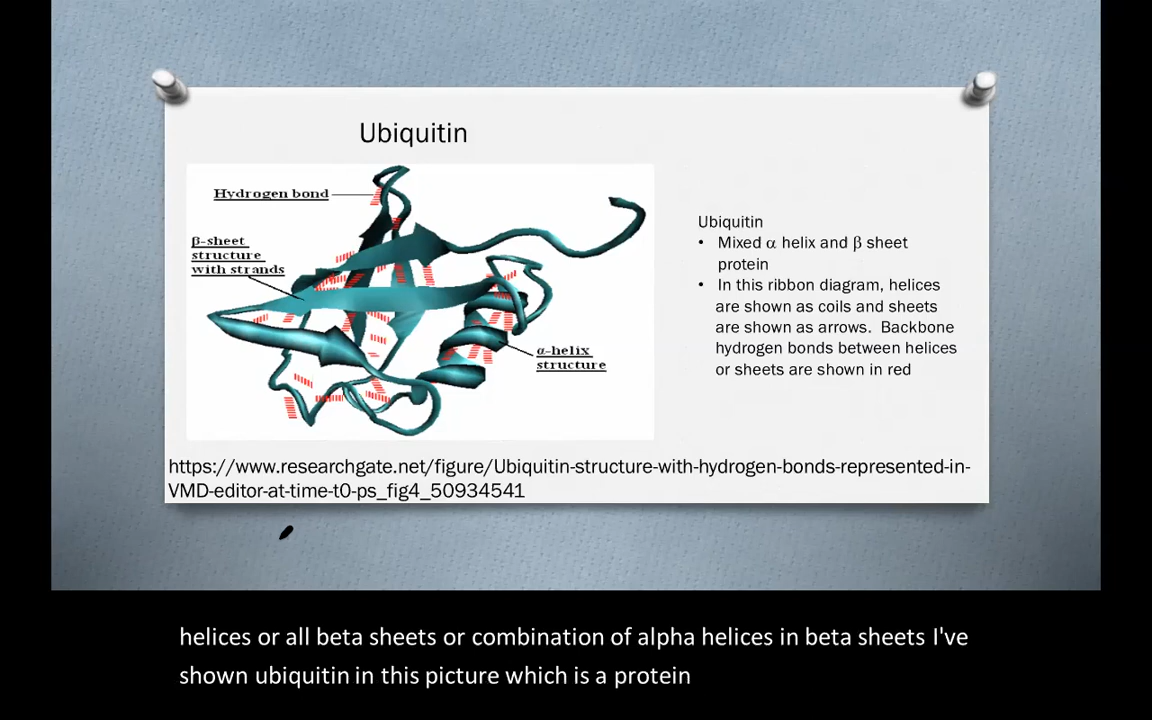 Ubiquitin
Hydrogen bond
β-sheet
structure
with strands
α-helix
structure
Ubiquitin
• Mixed α helix and β sheet
protein
• In this ribbon diagram, helices
are shown as coils and sheets
are shown as arrows. Backbone
hydrogen bonds between helices
or sheets are shown in red
https://www.researchgate.net/figure/Ubiquitin-structure-with-hydrogen-bonds-represented-in-
VMD-editor-at-time-t0-ps_fig4_50934541
helices or all beta sheets or combination of alpha helices in beta sheets I've
shown ubiquitin in this picture which is a protein